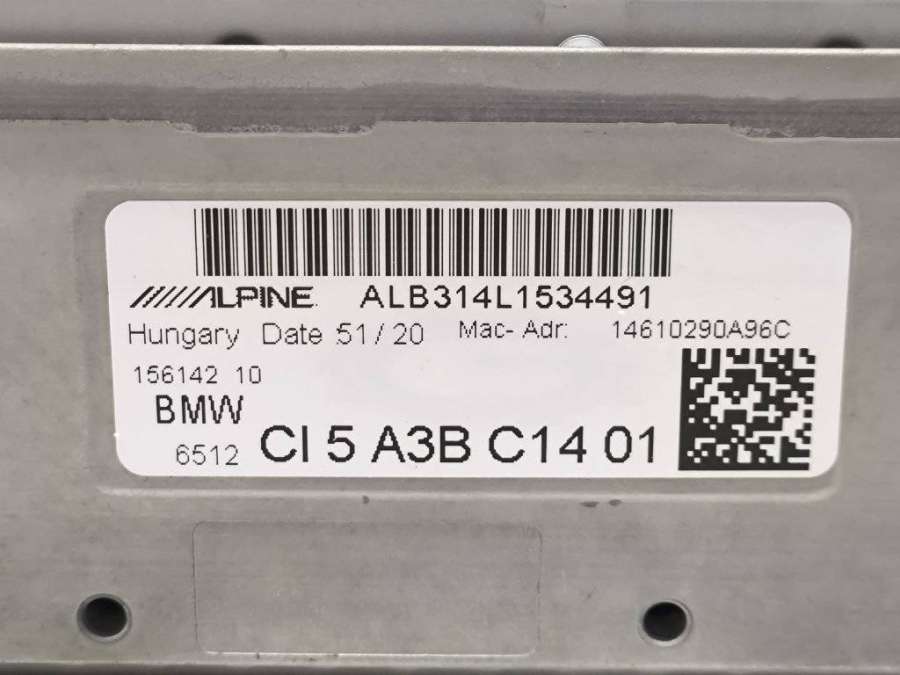 ALPINE ALB314L1534491
Hungary Date 51/20 Mac- Adr: 14610290A96C
156142 10
BMW
6512 CI 5 A3B C14 01